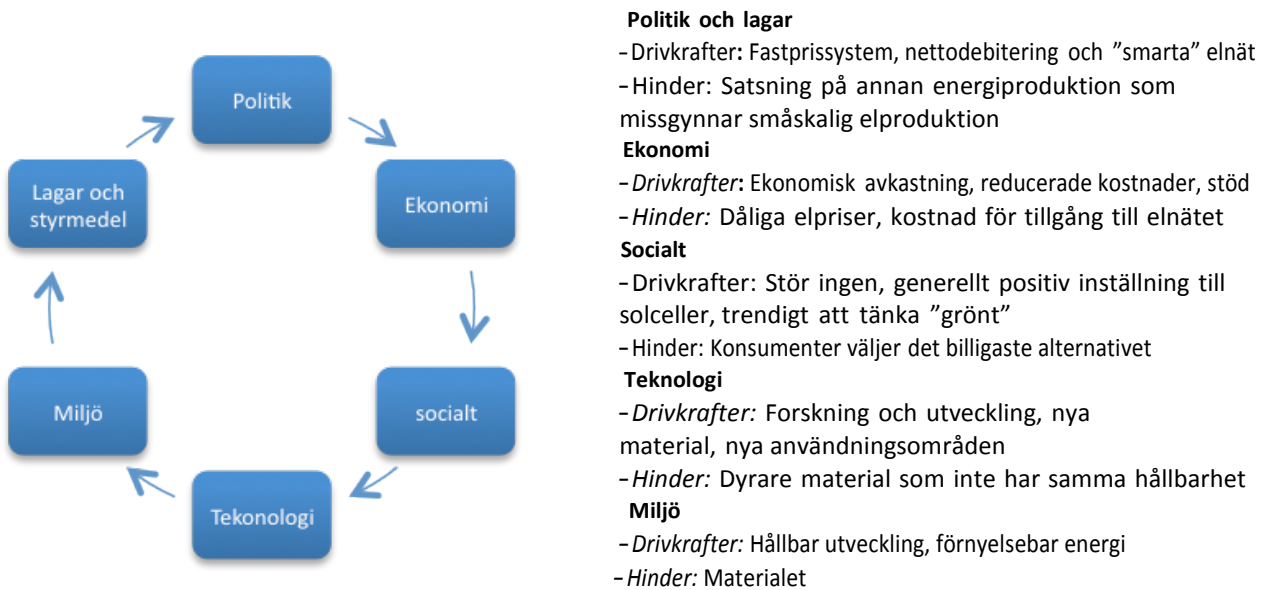 Politik
Ekonomi
socialt
Tekonologi
Miljö
Lagar och
styrmedel
Politik och lagar
-Drivkrafter: Fastprissystem, nettodebitering och ”smarta” elnät
-Hinder: Satsning på annan energiproduktion som
missgynnar småskalig elproduktion
Ekonomi
-Drivkrafter: Ekonomisk avkastning, reducerade kostnader, stöd
-Hinder: Dåliga elpriser, kostnad för tillgång till elnätet
Socialt
-Drivkrafter: Stör ingen, generellt positiv inställning till
solceller, trendigt att tänka ”grönt”
-Hinder: Konsumenter väljer det billigaste alternativet
Teknologi
-Drivkrafter: Forskning och utveckling, nya
material, nya användningsområden
-Hinder: Dyrare material som inte har samma hållbarhet
Miljö
-Drivkrafter: Hållbar utveckling, förnyelsebar energi
-Hinder: Materialet